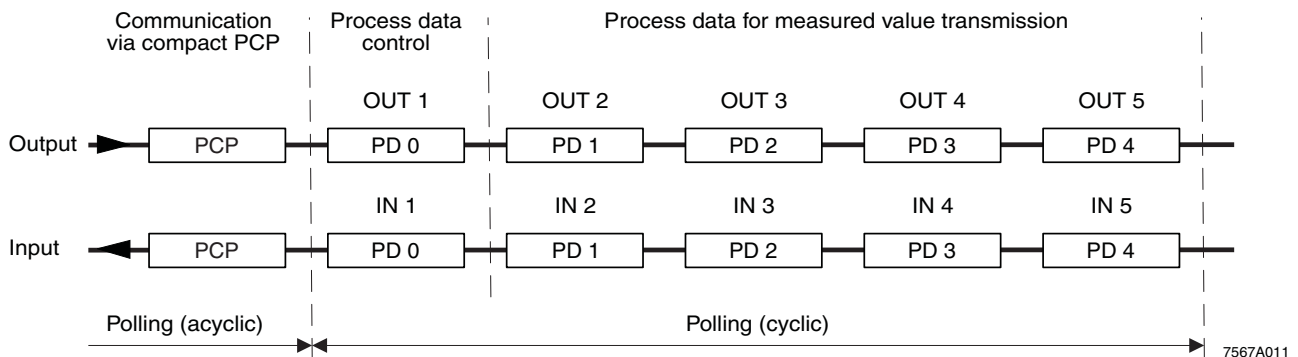 Communication
via compact PCP
Process data
control
Process data for measured value transmission
OUT 1
OUT 2
OUT 3
OUT 4
OUT 5
Output
PCP
PD 0
PD 1
PD 2
PD 3
PD 4
IN 1
IN 2
IN 3
IN 4
IN 5
Input
PCP
PD 0
PD 1
PD 2
PD 3
PD 4
Polling (acyclic)
Polling (cyclic)
7567A011